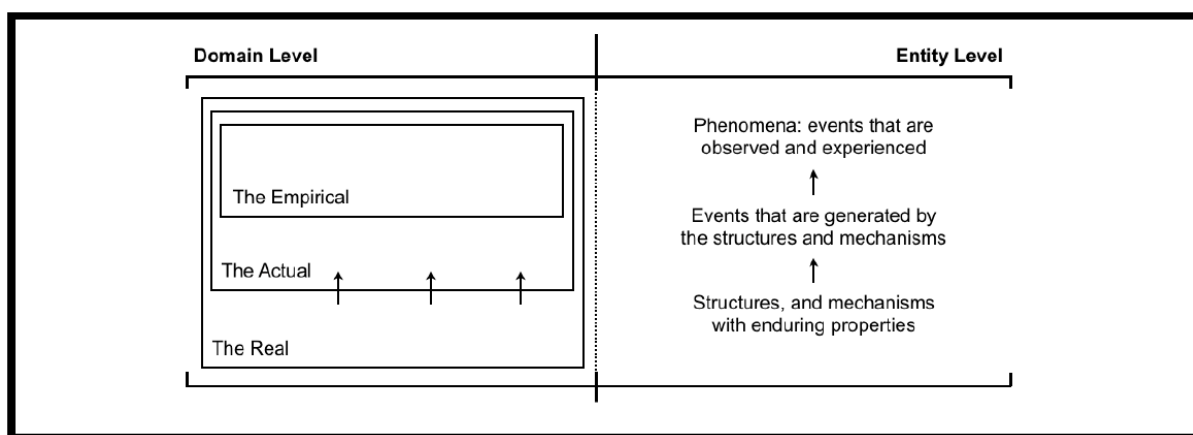 Domain Level
Entity Level
The Empirical
The Actual
The Real
Phenomena: events that are
observed and experienced
Events that are generated by
the structures and mechanisms
Structures, and mechanisms
with enduring properties